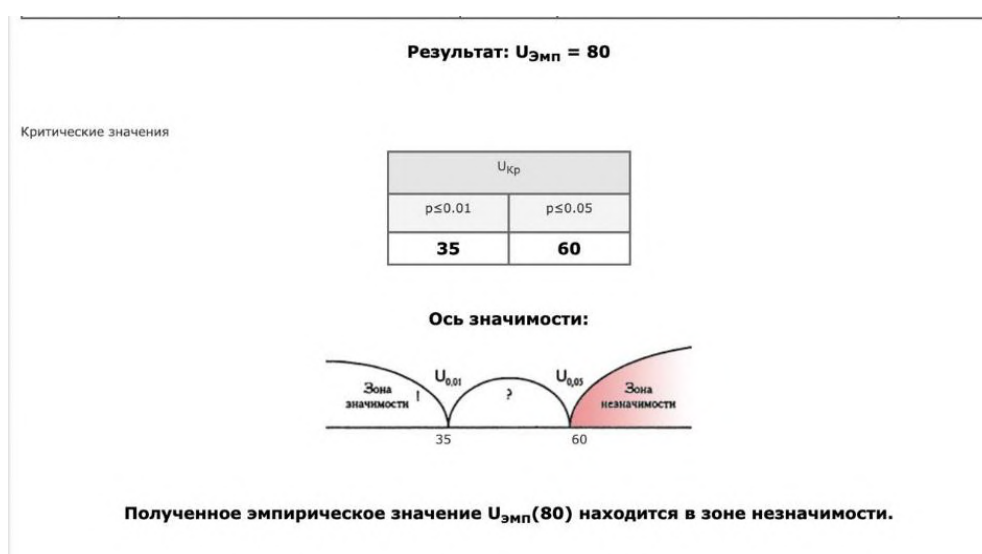 Результат: UЭмп = 80
Критические значения
UКр
p≤0.01 p≤0.05
35 60
Ось значимости:
U0,01 U0,05
Зона
значимости
!
?
Зона
незначимости
35 60
Полученное эмпирическое значение Uэмп(80) находится в зоне незначимости.